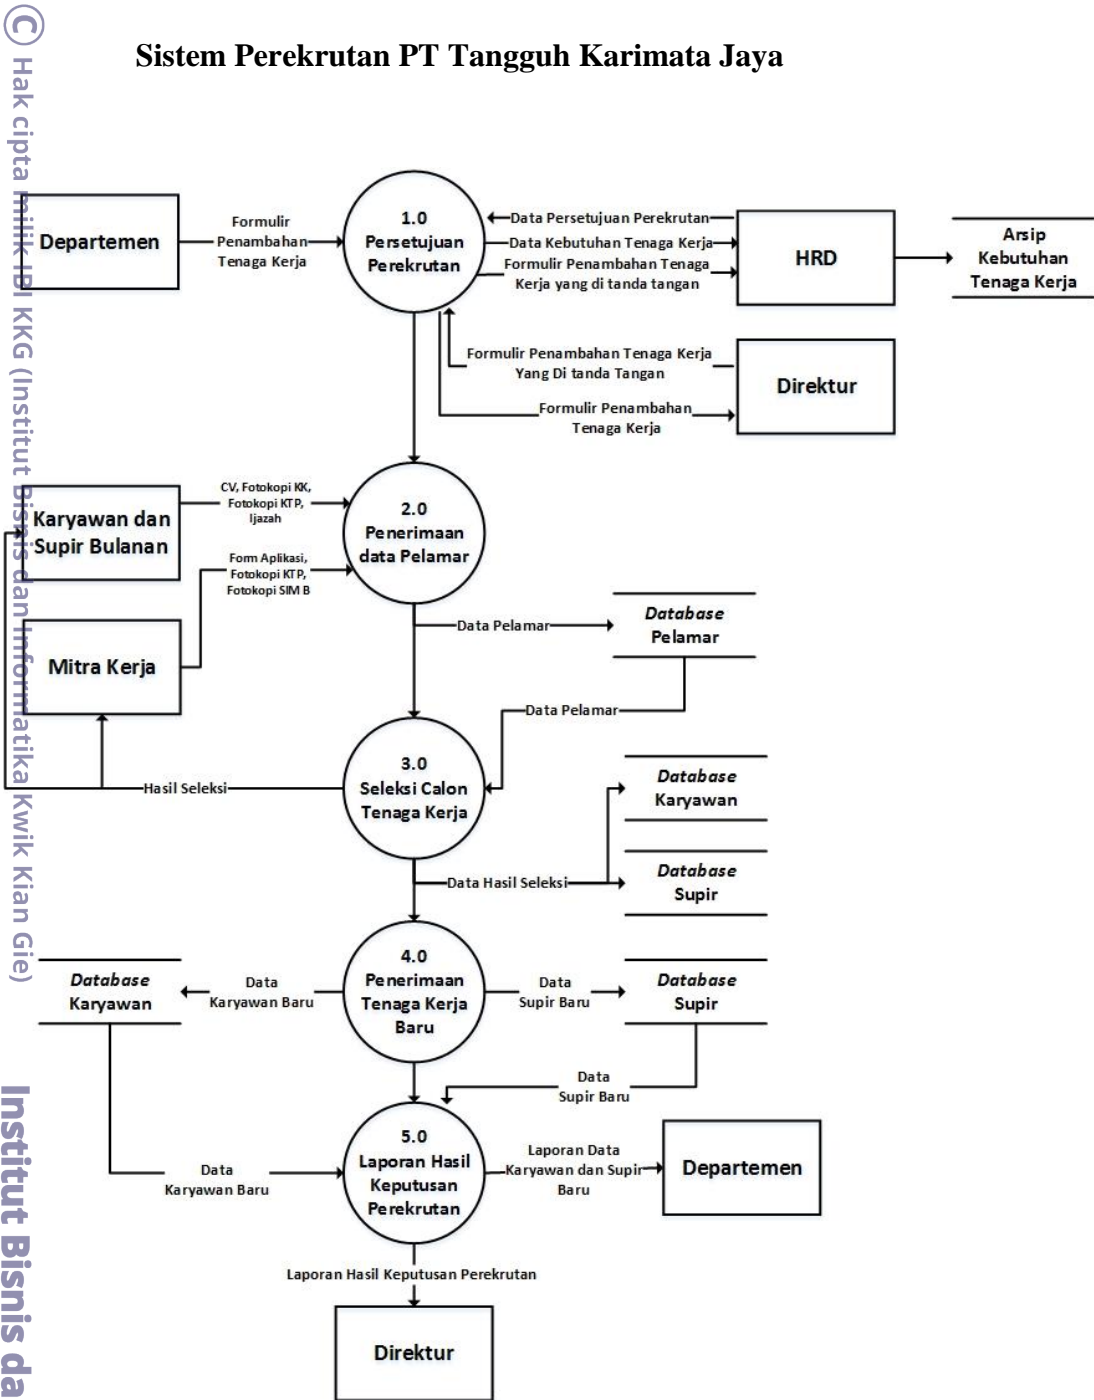 © Hak cipta milik IBI KKG (Institut Bisnis dan Informatika Kwik Kian Gie)
Institut Bisnis da
Sistem Perekrutan PT Tangguh Karimata Jaya
Departemen
Formulir
Penambahan
Tenaga Kerja
1.0
Persetujuan
Perekrutan
Data Persetujuan Perekrutan
Data Kebutuhan Tenaga Kerja
Formulir Penambahan Tenaga
Kerja yang di tanda tangan
HRD
Arsip
Kebutuhan
Tenaga Kerja
Formulir Penambahan Tenaga Kerja
Yang Di tanda Tangan
Formulir Penambahan
Tenaga Kerja
Direktur
Karyawan dan
Supir Bulanan
CV, Fotokopi KK,
Fotokopi KTP,
Ijazah
2.0
Penerimaan
data Pelamar
Form Aplikasi,
Fotokopi KTP,
Fotokopi SIM B
Mitra Kerja
Data Pelamar
Database
Pelamar
Data Pelamar
3.0
Seleksi Calon
Tenaga Kerja
Hasil Seleksi
Database
Karyawan
Data Hasil Seleksi
Database
Supir
4.0
Penerimaan
Tenaga Kerja
Baru
Data
Karyawan Baru
Database
Karyawan
Data
Supir Baru
Database
Supir
Data
Supir Baru
5.0
Laporan Hasil
Keputusan
Perekrutan
Data
Karyawan Baru
Laporan Data
Karyawan dan Supir
Baru
Departemen
Laporan Hasil Keputusan Perekrutan
Direktur